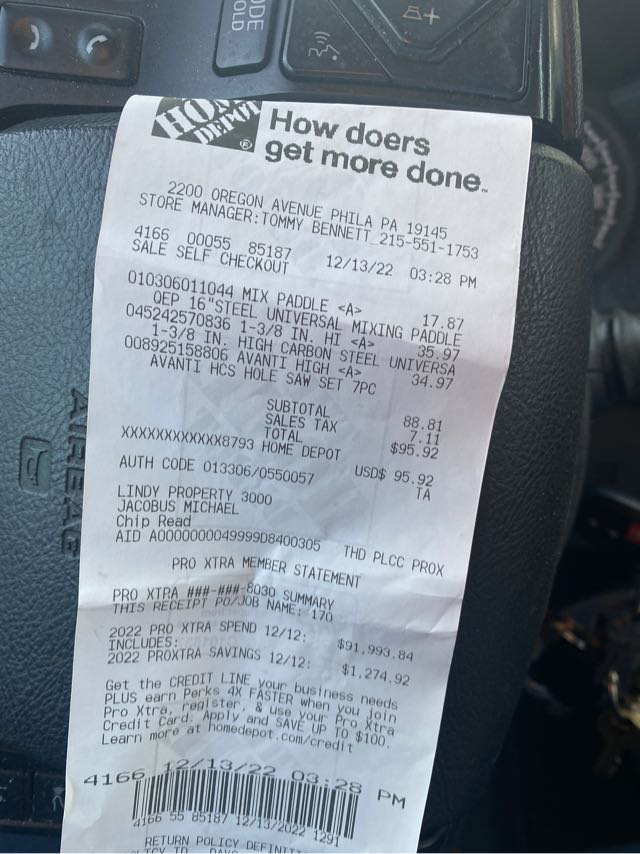 MODE
HOLD
THE HOME DEPOT
How doers
get more done™
2200 OREGON AVENUE PHILA PA 19145
STORE MANAGER:TOMMY BENNETT 215-551-1753
4166 00055 85187 12/13/22 03:28 PM
SALE SELF CHECKOUT
010306011044 MIX PADDLE <A> 17.87
QEP 16"STEEL UNIVERSAL MIXING PADDLE
045242570836 1-3/8 IN. HI <A> 35.97
1-3/8 IN. HIGH CARBON STEEL UNIVERSA
008925158806 AVANTI HIGH <A> 34.97
AVANTI HCS HOLE SAW SET 7PC
SUBTOTAL 88.81
SALES TAX 7.11
TOTAL $95.92
XXXXXXXXXXXX8793 HOME DEPOT
USD$ 95.92
AUTH CODE 013306/0550057 TA
LINDY PROPERTY 3000
JACOBUS MICHAEL
Chip Read
AID A0000000049999D8400305 THD PLCC PROX
PRO XTRA MEMBER STATEMENT
PRO XTRA ###-###-8030 SUMMARY
THIS RECEIPT PO/JOB NAME: 170
2022 PRO XTRA SPEND 12/12: $91,993.84
INCLUDES:
2022 PROXTRA SAVINGS 12/12: $1,274.92
Get the CREDIT LINE your business needs
PLUS earn Perks 4X FASTER when you join
Pro Xtra, register, & use your Pro Xtra
Credit Card. Apply and SAVE UP TO $100.
Learn more at homedepot.com/credit
4166 12/13/22 03:28 PM
4166 55 85187 12/13/2022 1291
AIRBAG